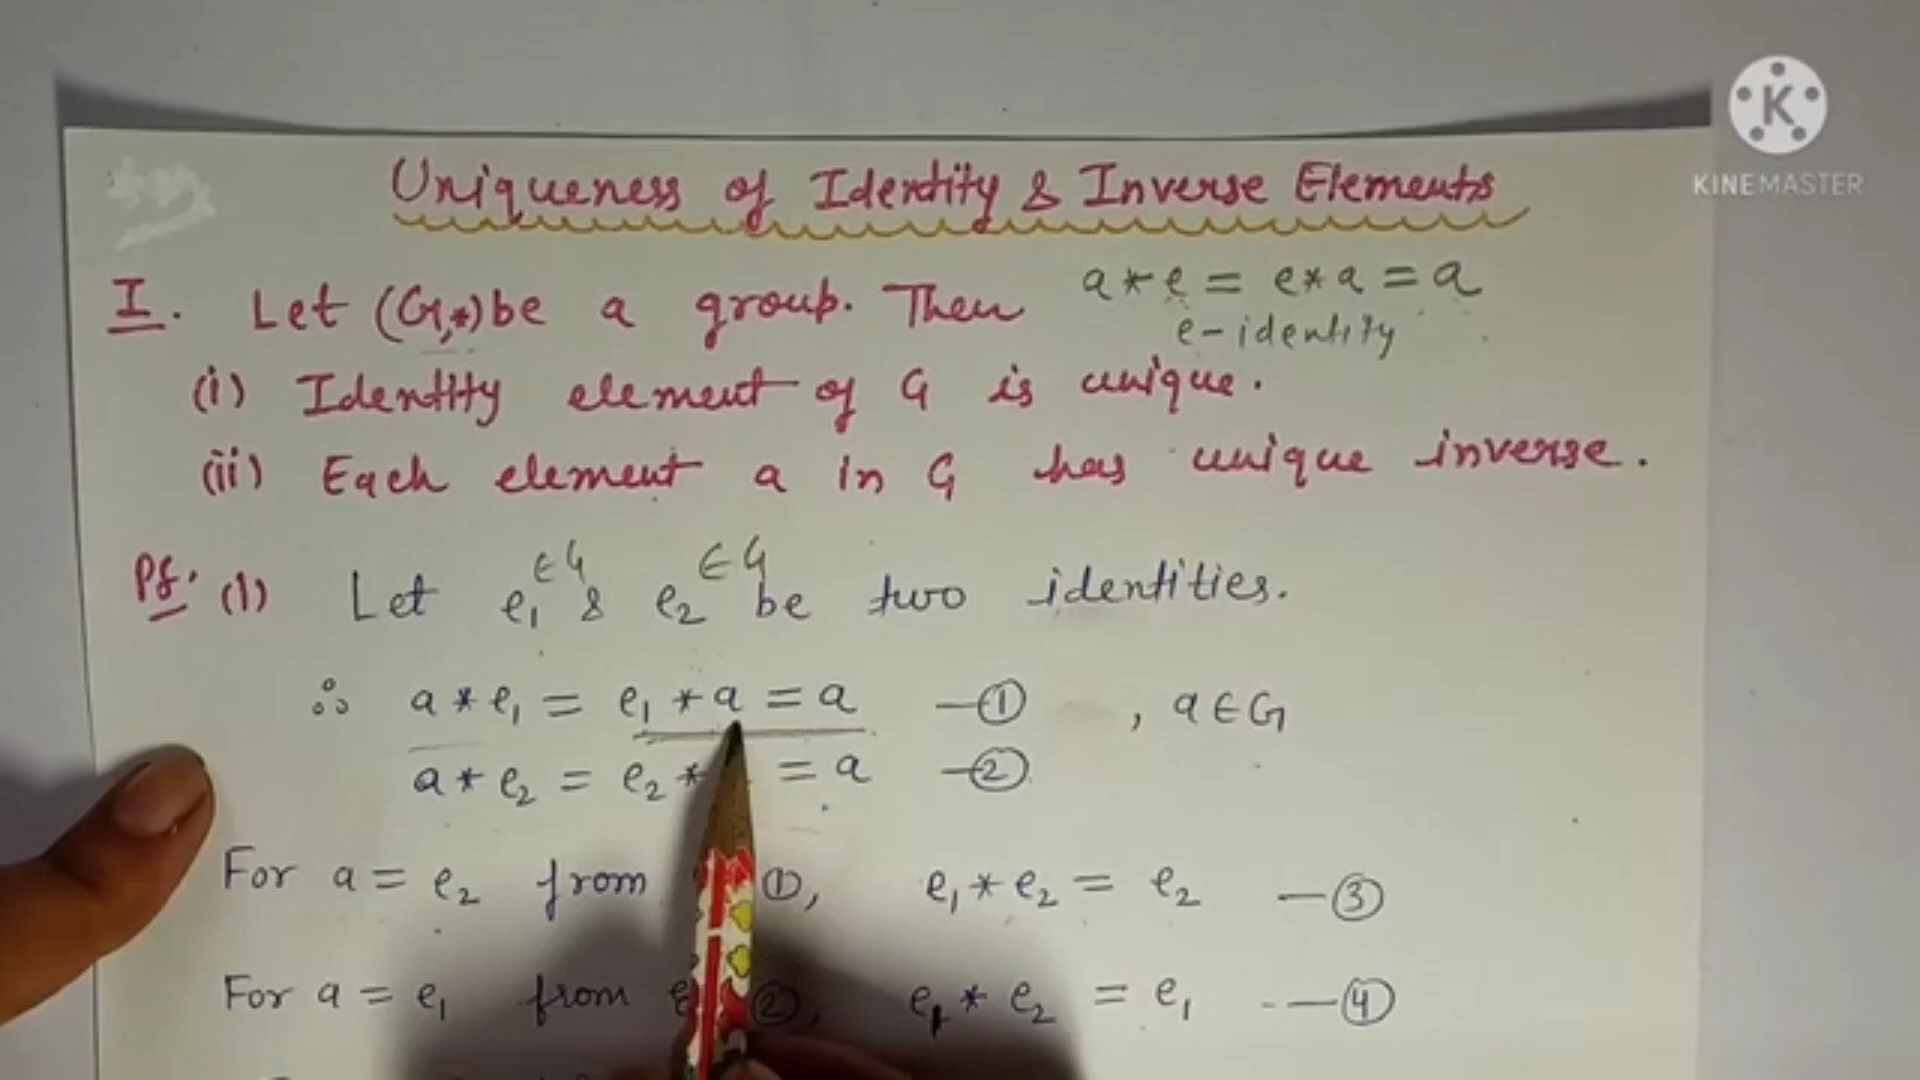 KINEMASTER
Uniqueness of Identity & Inverse Elements
I. Let (G,*) be a group. Then a * e = e * a = a
e - identity
(i) Identity element of G is unique.
(ii) Each element a in G has unique inverse.
Pf. (1) Let e₁ ∈G & e₂ ∈G be two identities.
∴ a * e₁ = e₁ * a = a —① , a ∈ G
a * e₂ = e₂ * = a —②
For a = e₂ from ①, e₁ * e₂ = e₂ —③
For a = e₁ from ②, e₁ * e₂ = e₁ —④